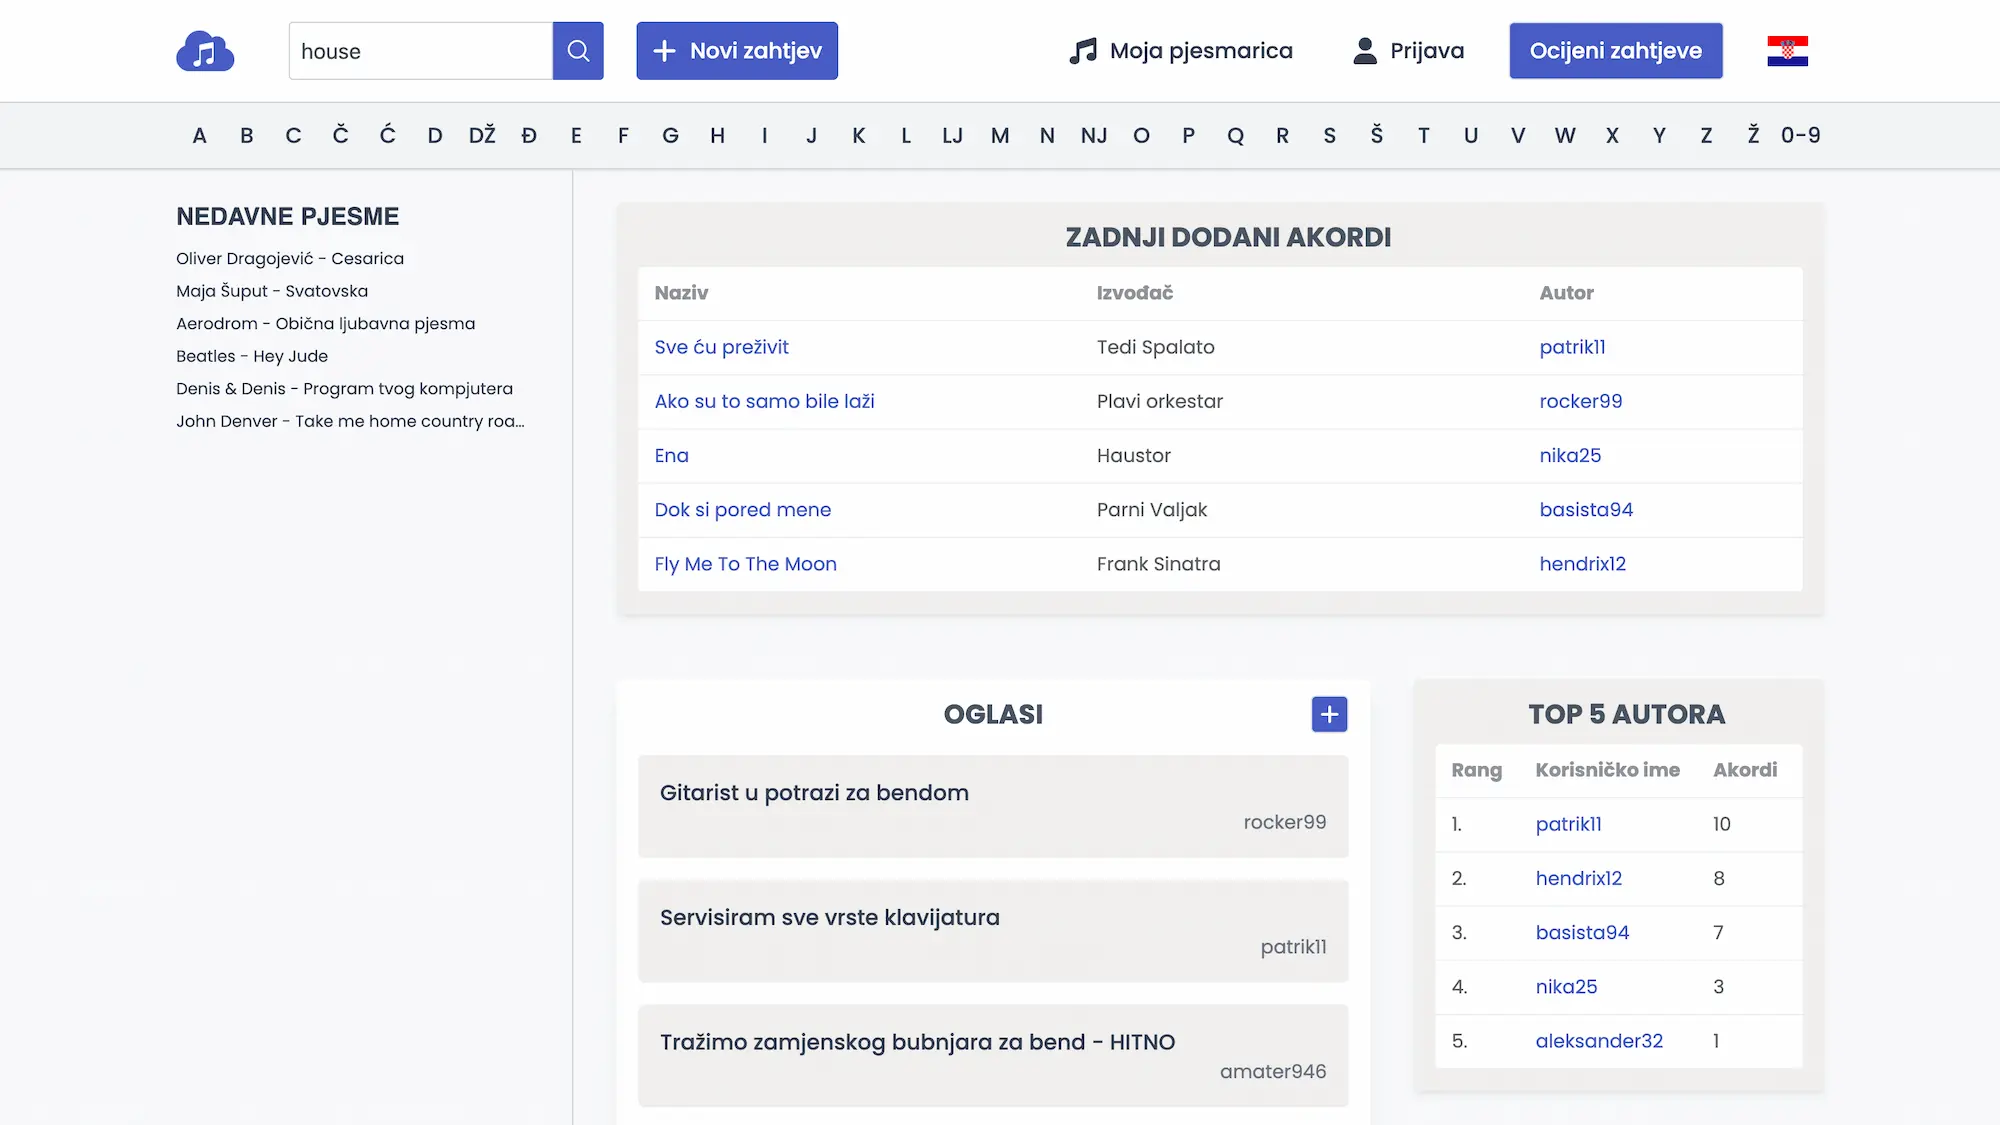 house
Novi zahtjev
Moja pjesmarica
Prijava
Ocijeni zahtjeve
A B C Č Ć D DŽ Đ E F G H I J K L LJ M N NJ O P Q R S Š T U V W X Y Z Ž 0-9
NEDAVNE PJESME
Oliver Dragojević - Cesarica
Maja Šuput - Svatovska
Aerodrom - Obična ljubavna pjesma
Beatles - Hey Jude
Denis & Denis - Program tvog kompjutera
John Denver - Take me home country roa...
ZADNJI DODANI AKORDI
Naziv Izvođač Autor
Sve ću preživit Tedi Spalato patrik11
Ako su to samo bile laži Plavi orkestar rocker99
Ena Haustor nika25
Dok si pored mene Parni Valjak basista94
Fly Me To The Moon Frank Sinatra hendrix12
OGLASI
Gitarist u potrazi za bendom
rocker99
Servisiram sve vrste klavijatura
patrik11
Tražimo zamjenskog bubnjara za bend - HITNO
amater946
TOP 5 AUTORA
Rang Korisničko ime Akordi
1. patrik11 10
2. hendrix12 8
3. basista94 7
4. nika25 3
5. aleksander32 1